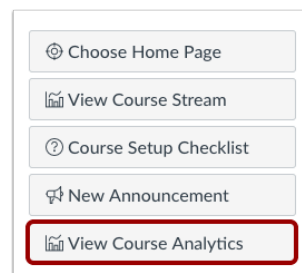 Choose Home Page
View Course Stream
Course Setup Checklist
New Announcement
View Course Analytics